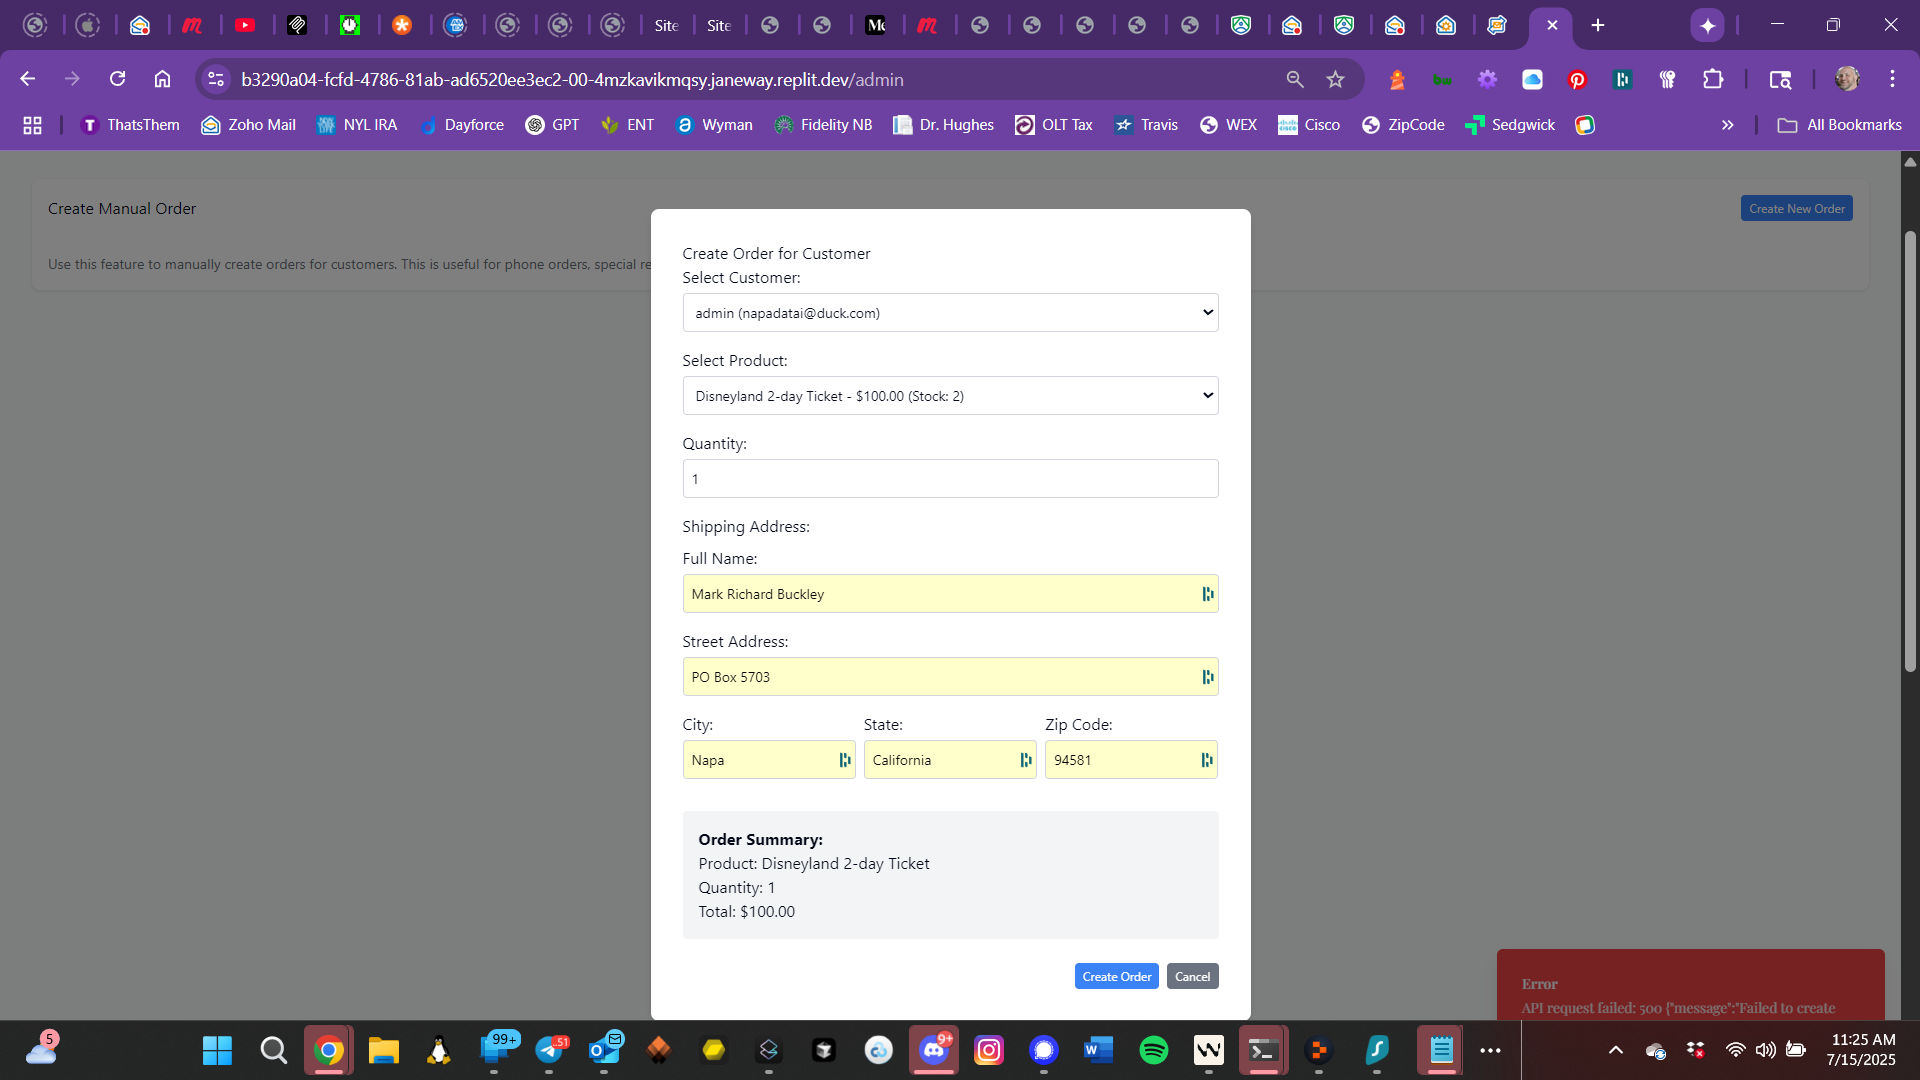 Site
Site
b3290a04-fcfd-4786-81ab-ad6520ee3ec2-00-4mzkavikmqsy.janeway.replit.dev/admin
ThatsThem
Zoho Mail
NYL IRA
Dayforce
GPT
ENT
Wyman
Fidelity NB
Dr. Hughes
OLT Tax
Travis
WEX
Cisco
ZipCode
Sedgwick
All Bookmarks
Create Manual Order
Create New Order
Use this feature to manually create orders for customers. This is useful for phone orders, special re
Create Order for Customer
Select Customer:
admin (napadatai@duck.com)
Select Product:
Disneyland 2-day Ticket - $100.00 (Stock: 2)
Quantity:
1
Shipping Address:
Full Name:
Mark Richard Buckley
Street Address:
PO Box 5703
City:
State:
Zip Code:
Napa
California
94581
Order Summary:
Product: Disneyland 2-day Ticket
Quantity: 1
Total: $100.00
Create Order
Cancel
Error
API request failed: 500 {"message":"Failed to create
5
99+
51
9+
11:25 AM
7/15/2025